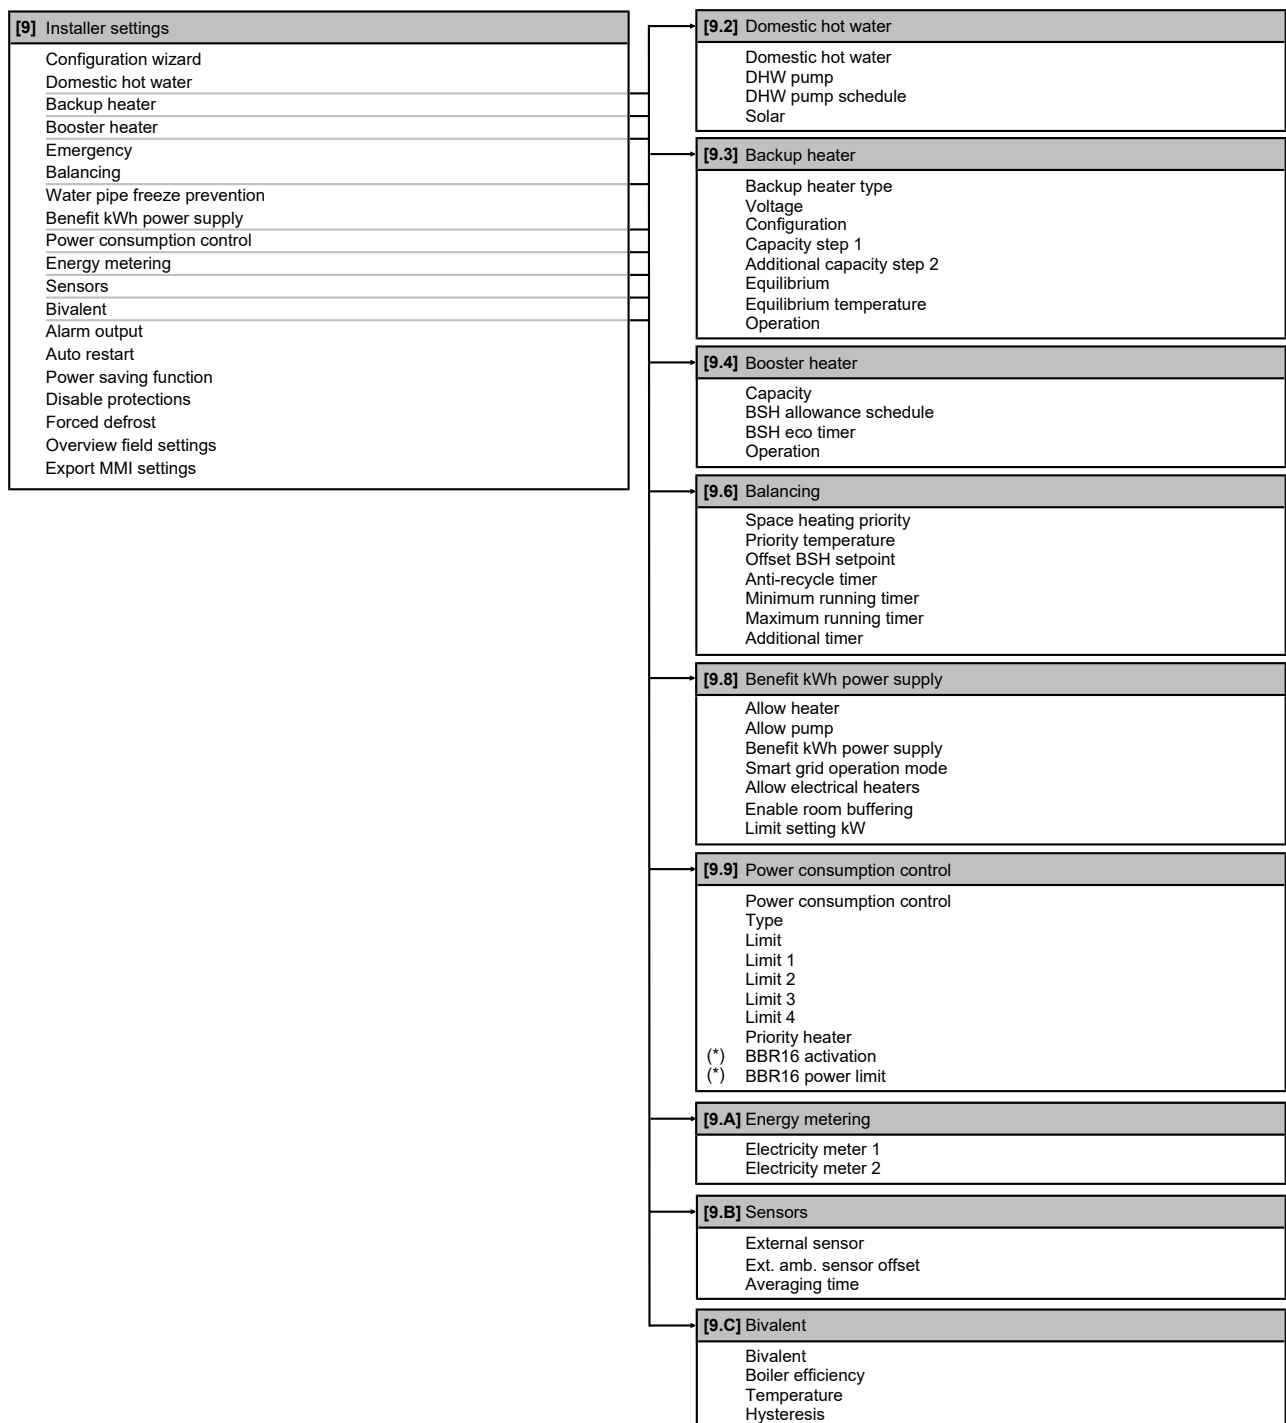 [9] Installer settings
Configuration wizard
Domestic hot water
Backup heater
Booster heater
Emergency
Balancing
Water pipe freeze prevention
Benefit kWh power supply
Power consumption control
Energy metering
Sensors
Bivalent
Alarm output
Auto restart
Power saving function
Disable protections
Forced defrost
Overview field settings
Export MMI settings
[9.2] Domestic hot water
Domestic hot water
DHW pump
DHW pump schedule
Solar
[9.3] Backup heater
Backup heater type
Voltage
Configuration
Capacity step 1
Additional capacity step 2
Equilibrium
Equilibrium temperature
Operation
[9.4] Booster heater
Capacity
BSH allowance schedule
BSH eco timer
Operation
[9.6] Balancing
Space heating priority
Priority temperature
Offset BSH setpoint
Anti-recycle timer
Minimum running timer
Maximum running timer
Additional timer
[9.8] Benefit kWh power supply
Allow heater
Allow pump
Benefit kWh power supply
Smart grid operation mode
Allow electrical heaters
Enable room buffering
Limit setting kW
[9.9] Power consumption control
Power consumption control
Type
Limit
Limit 1
Limit 2
Limit 3
Limit 4
Priority heater
(*) BBR16 activation
(*) BBR16 power limit
[9.A] Energy metering
Electricity meter 1
Electricity meter 2
[9.B] Sensors
External sensor
Ext. amb. sensor offset
Averaging time
[9.C] Bivalent
Bivalent
Boiler efficiency
Temperature
Hysteresis